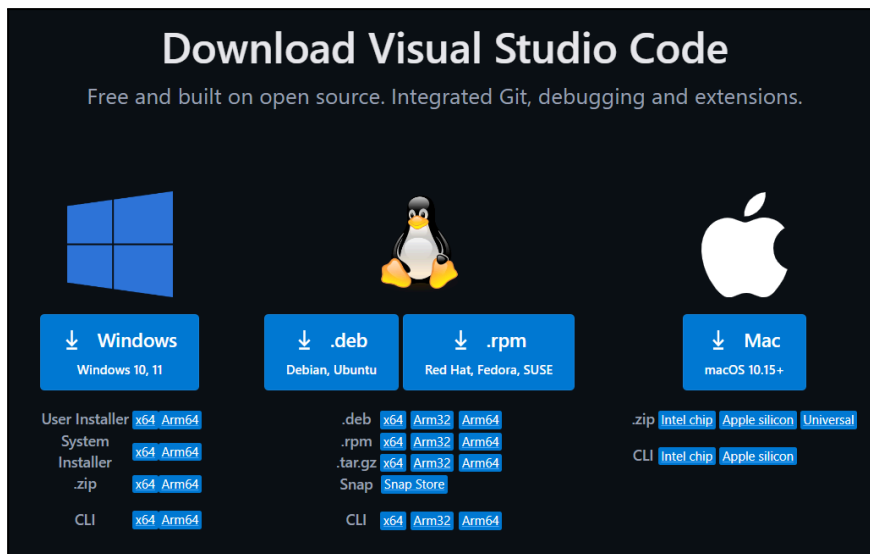 Download Visual Studio Code
Free and built on open source. Integrated Git, debugging and extensions.
Windows
Windows 10, 11
User Installer x64 Arm64
System
Installer x64 Arm64
.zip x64 Arm64
CLI x64 Arm64
.deb
Debian, Ubuntu
.rpm
Red Hat, Fedora, SUSE
.deb x64 Arm32 Arm64
.rpm x64 Arm32 Arm64
.tar.gz x64 Arm32 Arm64
Snap Snap Store
CLI x64 Arm32 Arm64
Mac
macOS 10.15+
.zip Intel chip Apple silicon Universal
CLI Intel chip Apple silicon